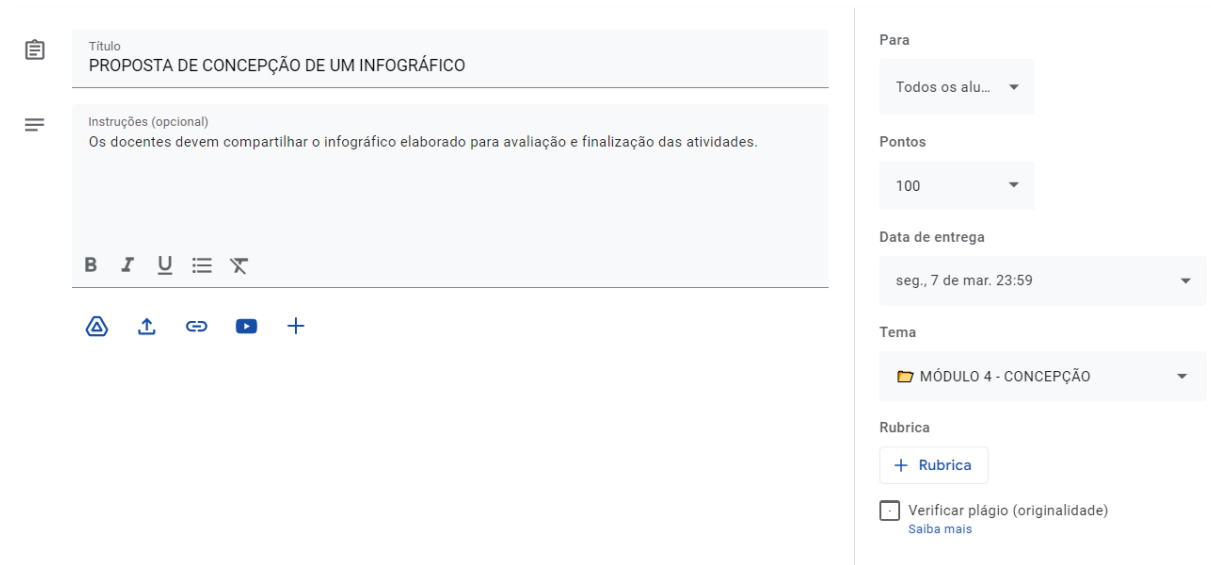 Título
PROPOSTA DE CONCEPÇÃO DE UM INFOGRÁFICO
Instruções (opcional)
Os docentes devem compartilhar o infográfico elaborado para avaliação e finalização das atividades.
B I U
Para
Todos os alu...
Pontos
100
Data de entrega
seg., 7 de mar. 23:59
Tema
MÓDULO 4 - CONCEPÇÃO
Rubrica
+ Rubrica
Verificar plágio (originalidade)
Saiba mais